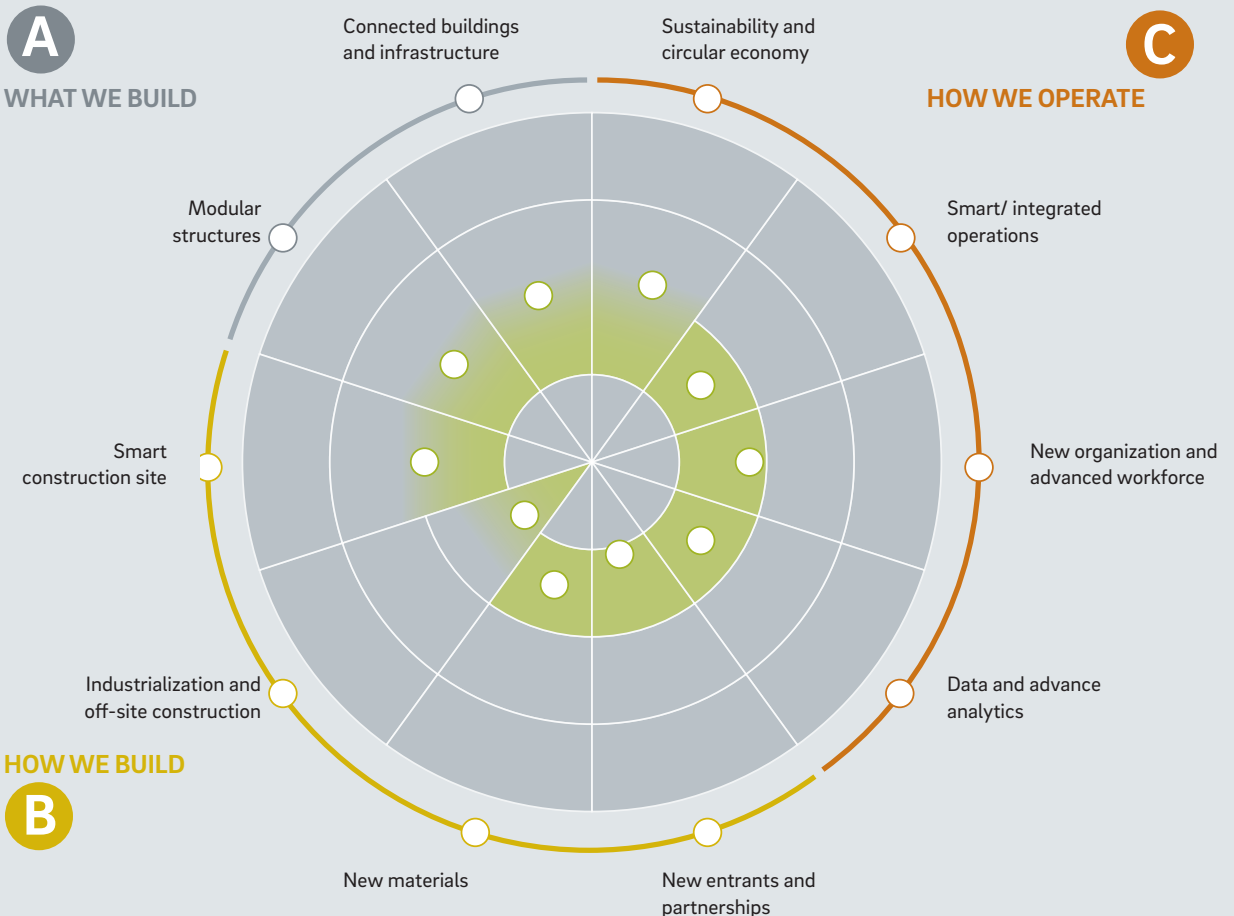 A
WHAT WE BUILD
Connected buildings
and infrastructure
Sustainability and
circular economy
C
HOW WE OPERATE
Modular
structures
Smart/ integrated
operations
Smart
construction site
New organization and
advanced workforce
Industrialization and
off-site construction
Data and advance
analytics
HOW WE BUILD
B
New materials
New entrants and
partnerships